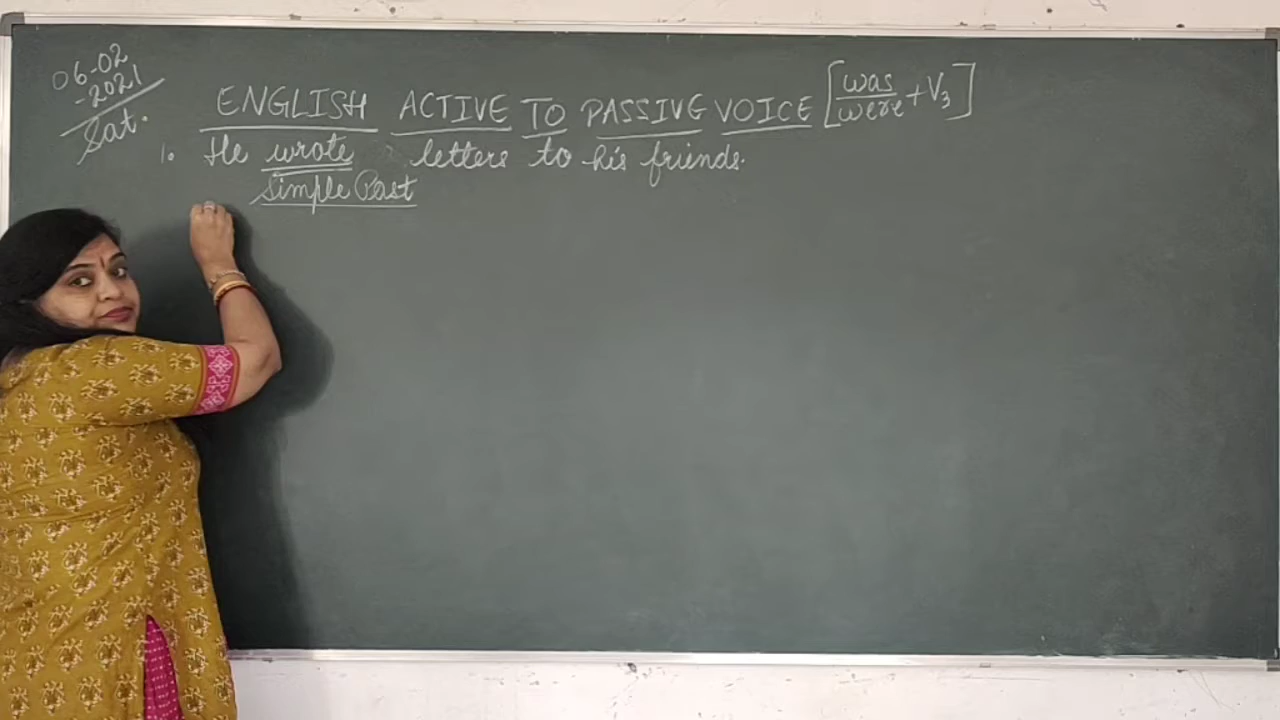 06-02
-2021
Sat.
ENGLISH ACTIVE TO PASSIVE VOICE [was/were + V3]
1. He wrote letters to his friends.
Simple Past